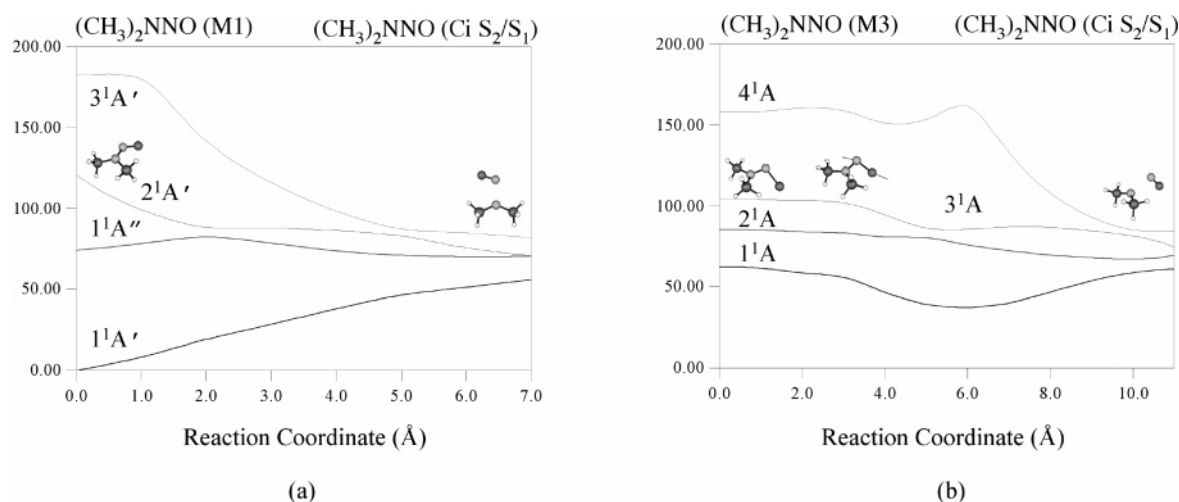 (CH₃)₂NNO (M1) (CH₃)₂NNO (Ci S₂/S₁)
200.00
3¹A′
150.00
2¹A′
100.00
1¹A″
50.00
1¹A′
0.00
0.0 1.0 2.0 3.0 4.0 5.0 6.0 7.0
Reaction Coordinate (Å)
(a)
(CH₃)₂NNO (M3) (CH₃)₂NNO (Ci S₂/S₁)
200.00
4¹A
150.00
100.00
3¹A
2¹A
1¹A
50.00
0.00
0.0 2.0 4.0 6.0 8.0 10.0
Reaction Coordinate (Å)
(b)